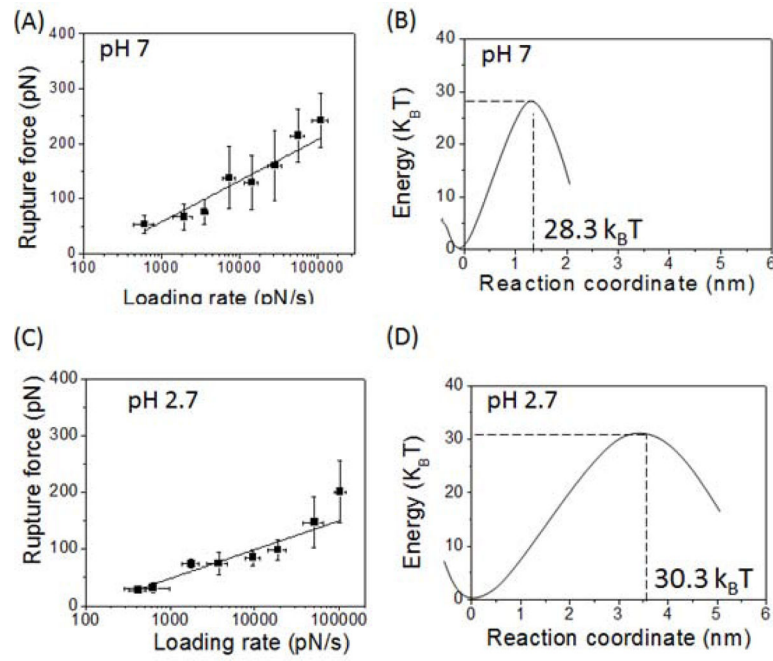 (A)
pH 7
Rupture force (pN)
400
300
200
100
0
100
1000
10000
100000
Loading rate (pN/s)
(B)
pH 7
Energy (K_BT)
40
30
20
10
0
28.3 k_BT
0
1
2
3
4
5
6
Reaction coordinate (nm)
(C)
pH 2.7
Rupture force (pN)
400
300
200
100
0
100
1000
10000
100000
Loading rate (pN/s)
(D)
pH 2.7
Energy (K_BT)
40
30
20
10
0
30.3 k_BT
0
1
2
3
4
5
6
Reaction coordinate (nm)